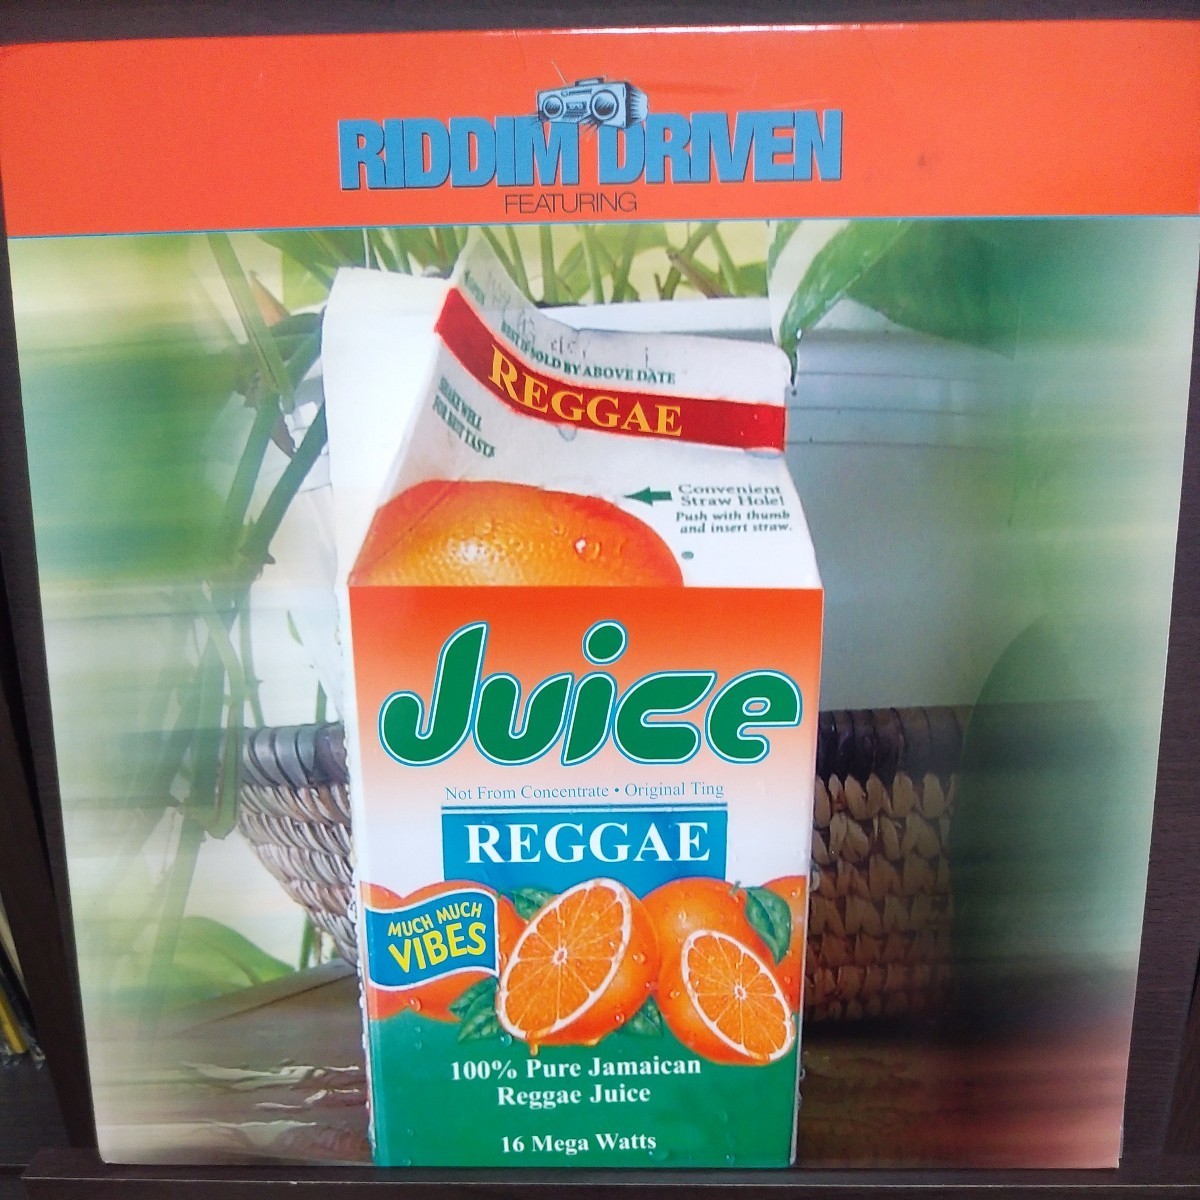 RIDDIM DRIVEN
FEATURING
BEST IF SOLD BY ABOVE DATE
REGGAE
SHAKE WELL
FOR BEST TASTE
Convenient
Straw Hole!
Push with thumb
and insert straw.
Juice
Not From Concentrate • Original Ting
REGGAE
MUCH MUCH
VIBES
100% Pure Jamaican
Reggae Juice
16 Mega Watts